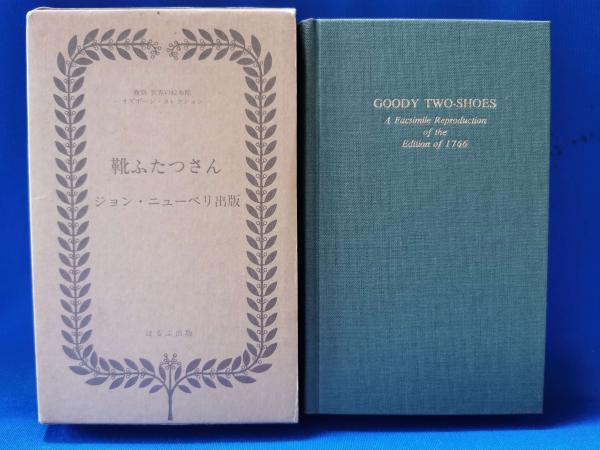 復刻 世界の絵本館
－オズボーン・コレクション－
靴ふたつさん
ジョン・ニューベリ出版
ほるぷ出版
GOODY TWO-SHOES
A Facsimile Reproduction
of the
Edition of 1766